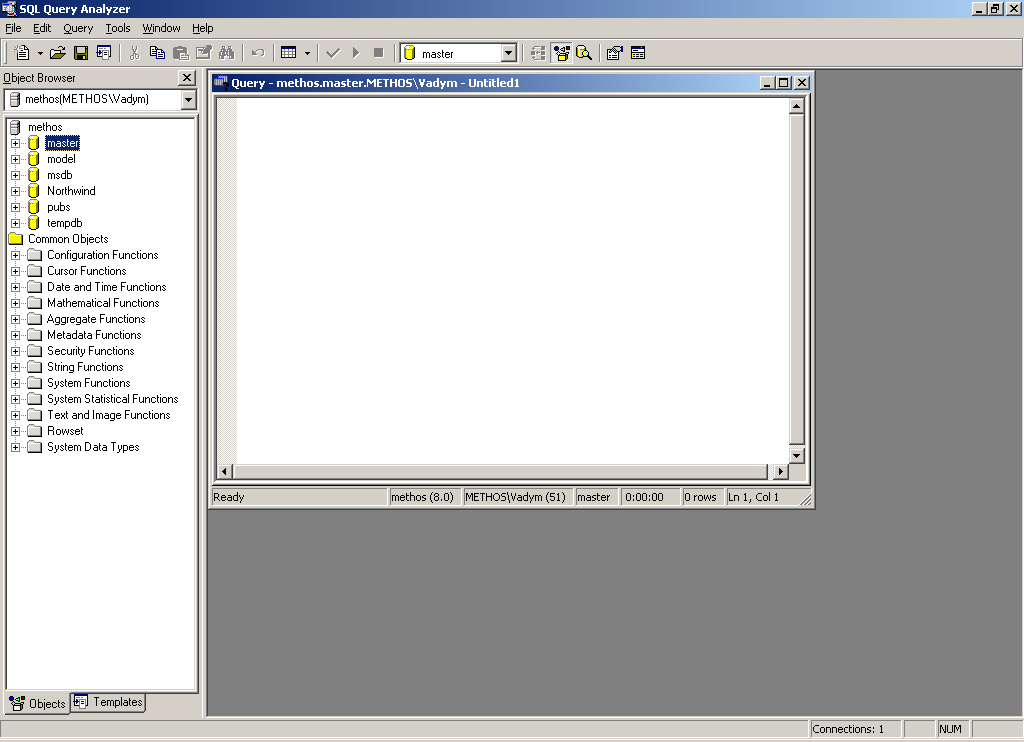 SQL Query Analyzer
File Edit Query Tools Window Help
master
Object Browser
methos(METHOS\Vadym)
methos
master
model
msdb
Northwind
pubs
tempdb
Common Objects
Configuration Functions
Cursor Functions
Date and Time Functions
Mathematical Functions
Aggregate Functions
Metadata Functions
Security Functions
String Functions
System Functions
System Statistical Functions
Text and Image Functions
Rowset
System Data Types
Objects Templates
Query - methos.master.METHOS\Vadym - Untitled1
Ready methos (8.0) METHOS\Vadym (51) master 0:00:00 0 rows Ln 1, Col 1
Connections: 1 NUM